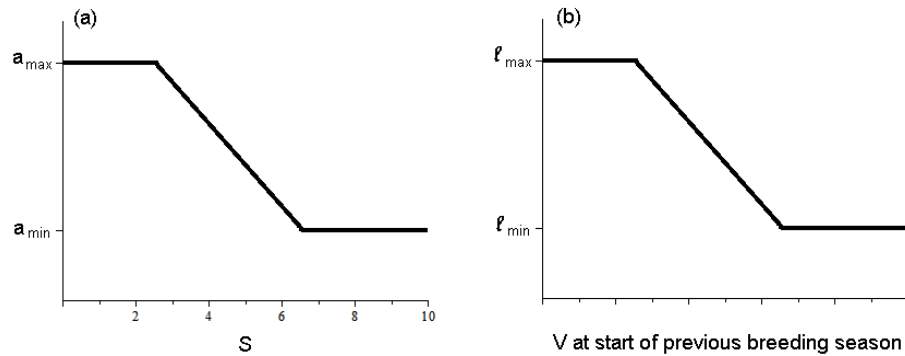 (a)
a max
a min
2 4 6 8 10
S
(b)
ℓ max
ℓ min
V at start of previous breeding season